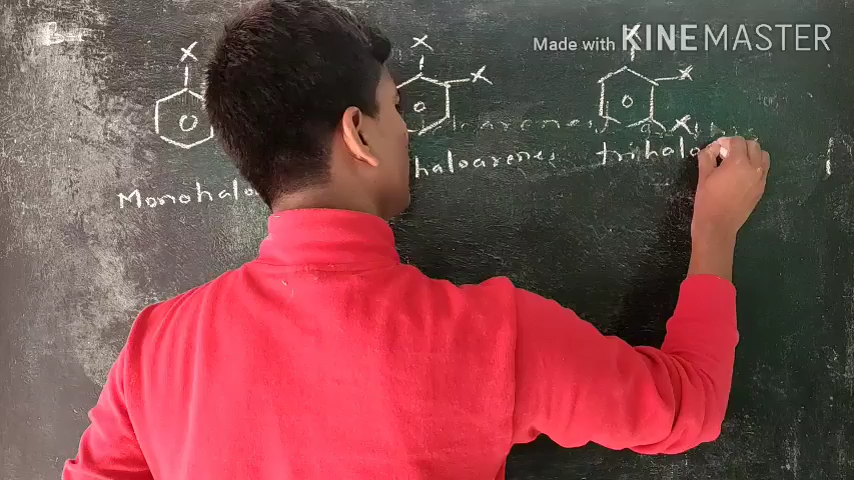 Made with KINEMASTER
X X X
X X
X
Monohalo haloarenes trihalo